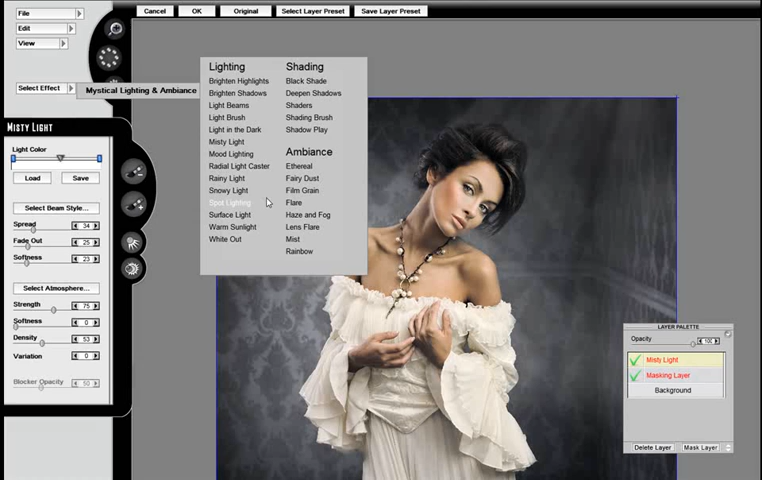 File
Edit
View
Select Effect
Cancel
OK
Original
Select Layer Preset
Save Layer Preset
Mystical Lighting & Ambiance
Lighting
Brighten Highlights
Brighten Shadows
Light Beams
Light Brush
Light in the Dark
Misty Light
Mood Lighting
Radial Light Caster
Rainy Light
Snowy Light
Spot Lighting
Surface Light
Warm Sunlight
White Out
Shading
Black Shade
Deepen Shadows
Shaders
Shading Brush
Shadow Play
Ambiance
Ethereal
Fairy Dust
Film Grain
Flare
Haze and Fog
Lens Flare
Mist
Rainbow
MISTY LIGHT
Light Color
Load Save
Select Beam Style...
Spread 34
Fade Out 25
Softness 23
Select Atmosphere...
Strength 75
Softness 0
Density 53
Variation 0
Blocker Opacity 50
LAYER PALETTE
Opacity 100
Misty Light
Masking Layer
Background
Delete Layer Mask Layer